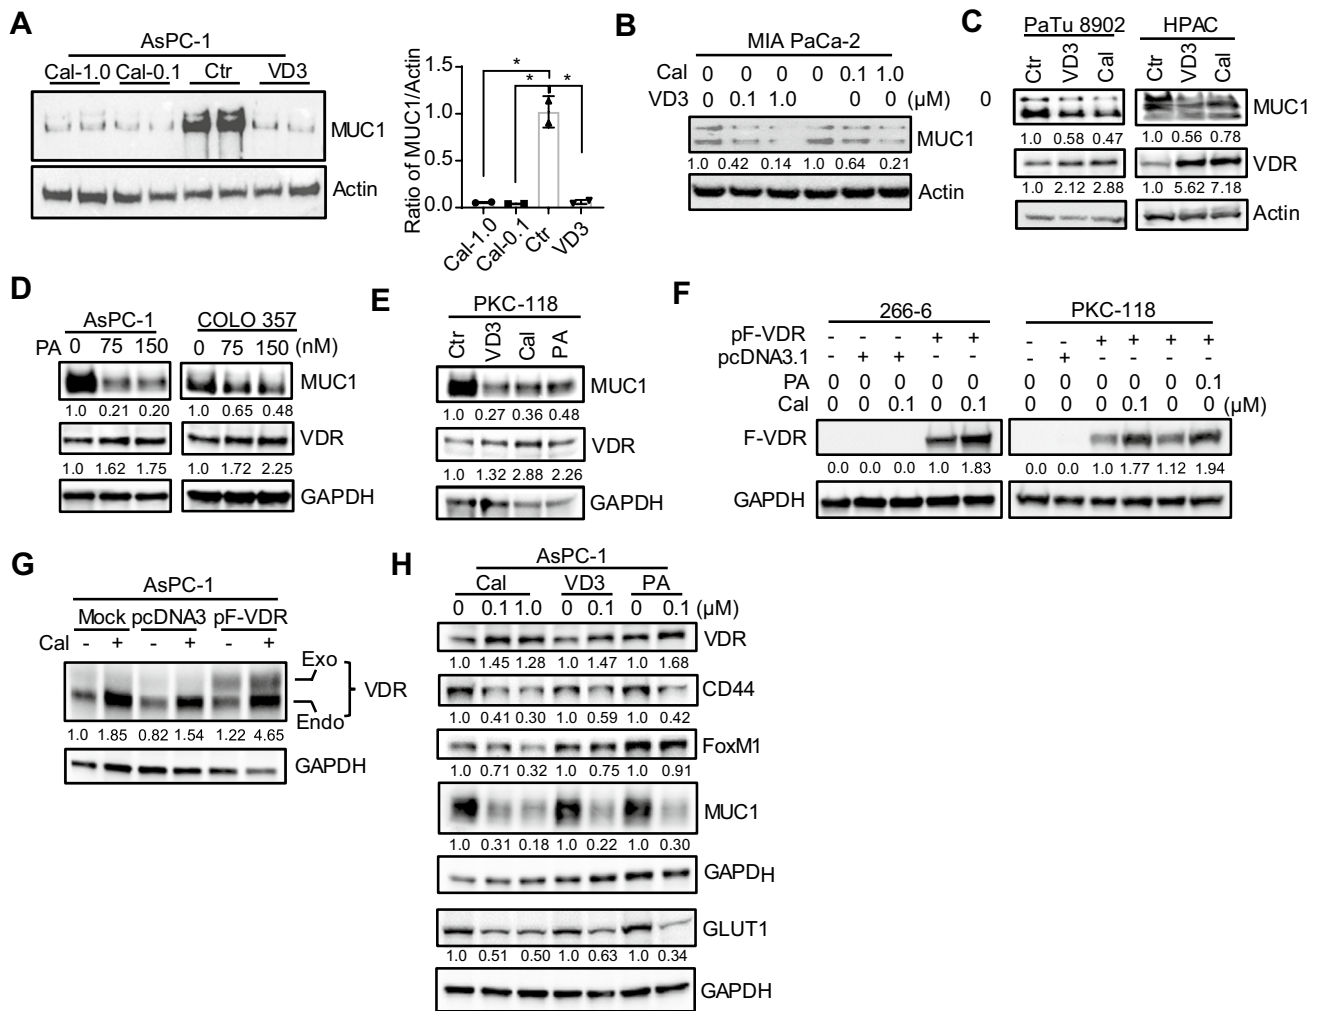 A
AsPC-1
Cal-1.0 Cal-0.1 Ctr VD3
MUC1
Actin
Ratio of MUC1/Actin
1.5
1.0
0.5
0.0
* * *
Cal-1.0 Cal-0.1 Ctr VD3
B
MIA PaCa-2
Cal 0 0 0 0 0.1 1.0
VD3 0 0.1 1.0 0 0 (μM) 0
MUC1
1.0 0.42 0.14 1.0 0.64 0.21
Actin
C
PaTu 8902 HPAC
Ctr VD3 Cal Ctr VD3 Cal
MUC1
1.0 0.58 0.47 1.0 0.56 0.78
VDR
1.0 2.12 2.88 1.0 5.62 7.18
Actin
D
AsPC-1 COLO 357
PA 0 75 150 0 75 150 (nM)
MUC1
1.0 0.21 0.20 1.0 0.65 0.48
VDR
1.0 1.62 1.75 1.0 1.72 2.25
GAPDH
E
PKC-118
Ctr VD3 Cal PA
MUC1
1.0 0.27 0.36 0.48
VDR
1.0 1.32 2.88 2.26
GAPDH
F
266-6 PKC-118
pF-VDR - - - + + - - + + + +
pcDNA3.1 - + + - - - + - - - -
PA 0 0 0 0 0 0 0 0 0 0 0.1
Cal 0 0 0.1 0 0.1 0 0 0 0.1 0 0 (μM)
F-VDR
0.0 0.0 0.0 1.0 1.83 0.0 0.0 1.0 1.77 1.12 1.94
GAPDH
G
AsPC-1
Mock pcDNA3 pF-VDR
Cal - + - + - +
Exo
VDR
Endo
1.0 1.85 0.82 1.54 1.22 4.65
GAPDH
H
AsPC-1
Cal VD3 PA
0 0.1 1.0 0 0.1 0 0.1 (μM)
VDR
1.0 1.45 1.28 1.0 1.47 1.0 1.68
CD44
1.0 0.41 0.30 1.0 0.59 1.0 0.42
FoxM1
1.0 0.71 0.32 1.0 0.75 1.0 0.91
MUC1
1.0 0.31 0.18 1.0 0.22 1.0 0.30
GAPDH
GLUT1
1.0 0.51 0.50 1.0 0.63 1.0 0.34
GAPDH